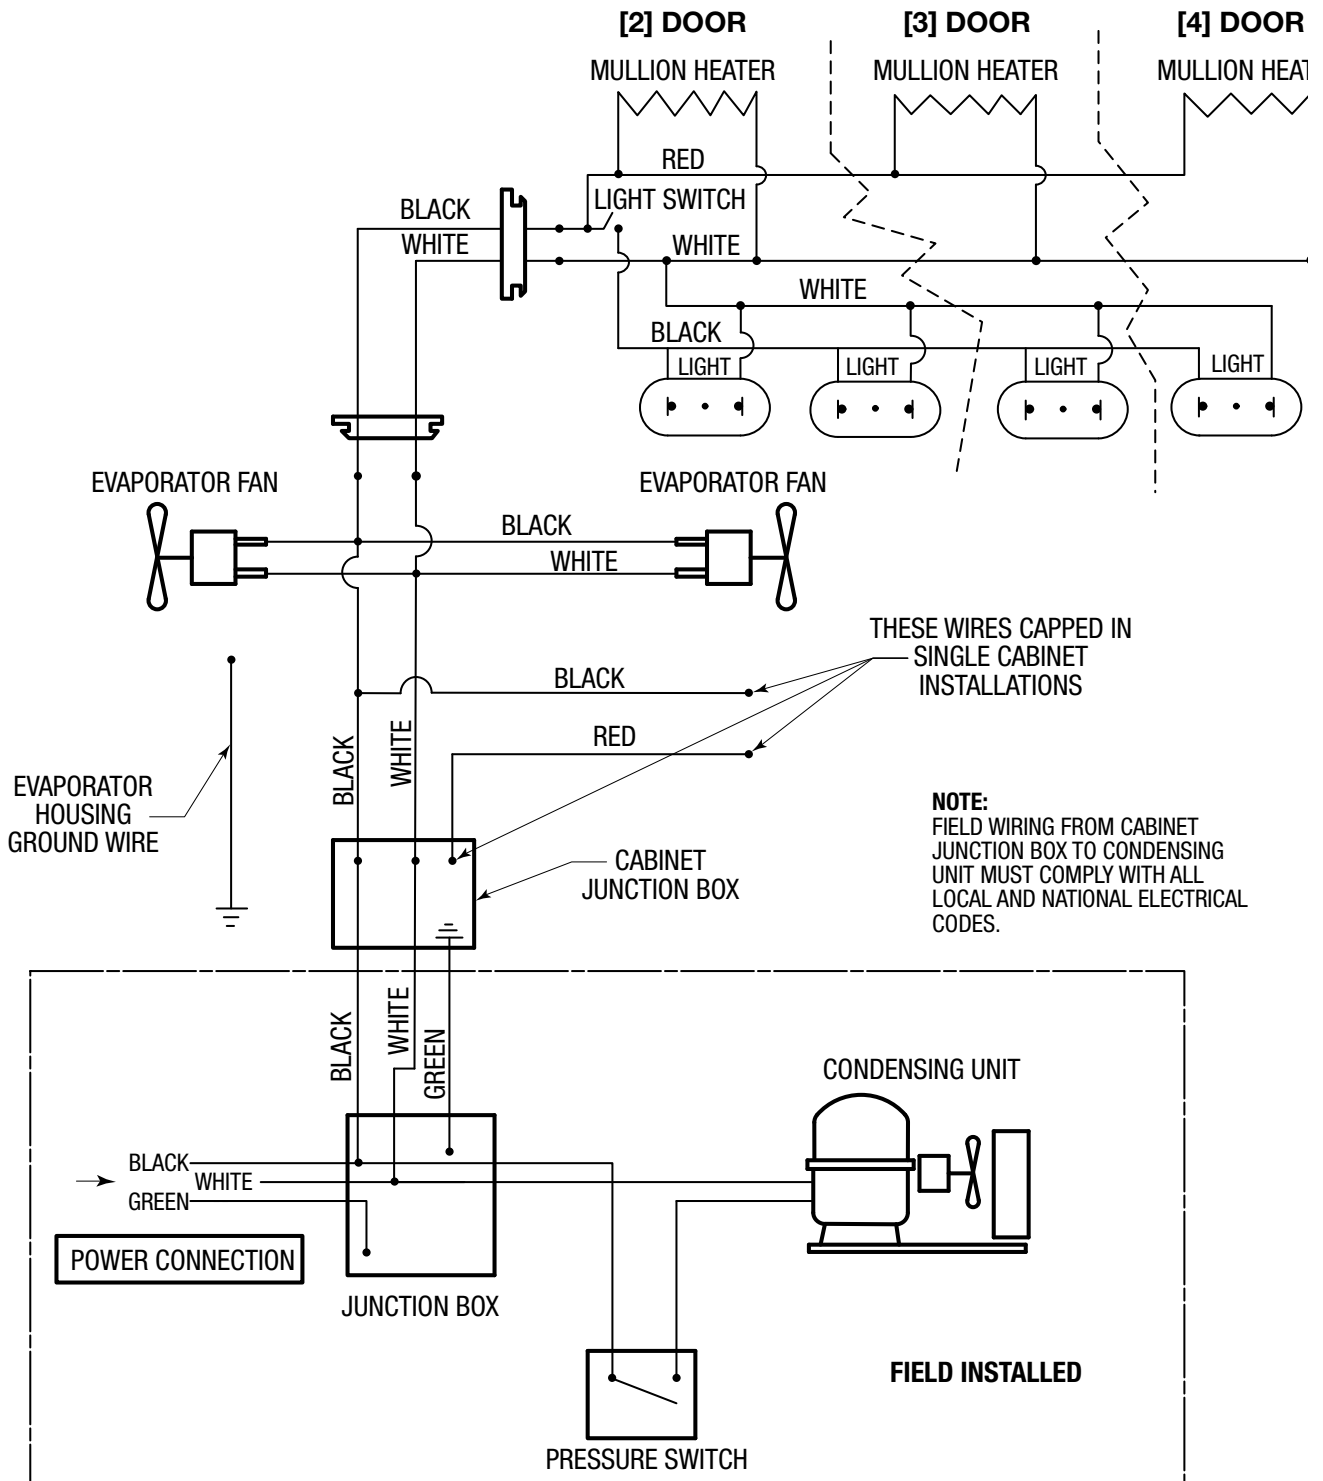 [2] DOOR
[3] DOOR
[4] DOOR
MULLION HEATER
MULLION HEATER
MULLION HEAT
RED
LIGHT SWITCH
BLACK
WHITE
WHITE
WHITE
BLACK
LIGHT
LIGHT
LIGHT
LIGHT
EVAPORATOR FAN
EVAPORATOR FAN
BLACK
WHITE
THESE WIRES CAPPED IN
SINGLE CABINET
INSTALLATIONS
BLACK
RED
BLACK
WHITE
EVAPORATOR
HOUSING
GROUND WIRE
NOTE:
FIELD WIRING FROM CABINET
JUNCTION BOX TO CONDENSING
UNIT MUST COMPLY WITH ALL
LOCAL AND NATIONAL ELECTRICAL
CODES.
CABINET
JUNCTION BOX
BLACK
WHITE
GREEN
CONDENSING UNIT
BLACK
WHITE
GREEN
POWER CONNECTION
JUNCTION BOX
FIELD INSTALLED
PRESSURE SWITCH